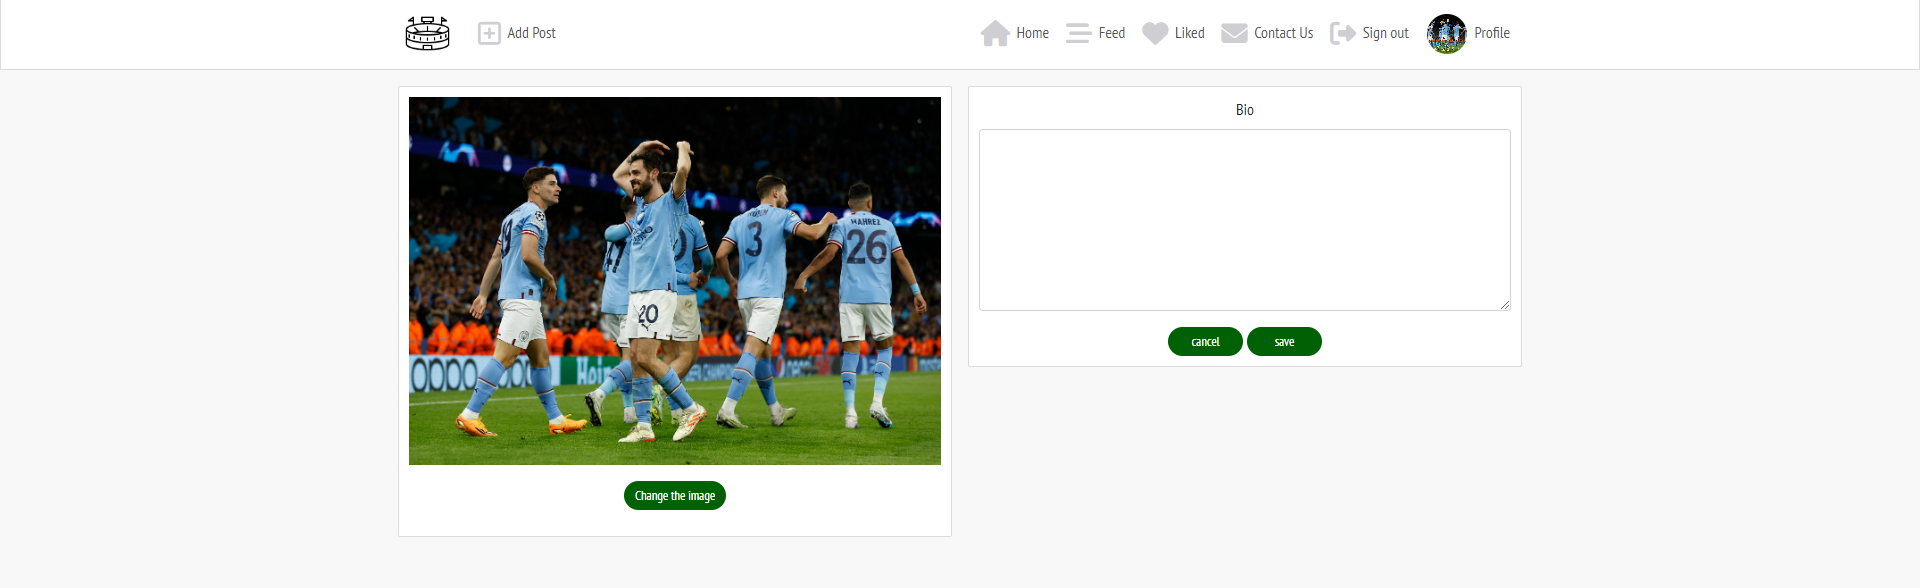 Add Post
Home
Feed
Liked
Contact Us
Sign out
Profile
Bio
3
MAHREZ
26
20
Change the image
cancel
save